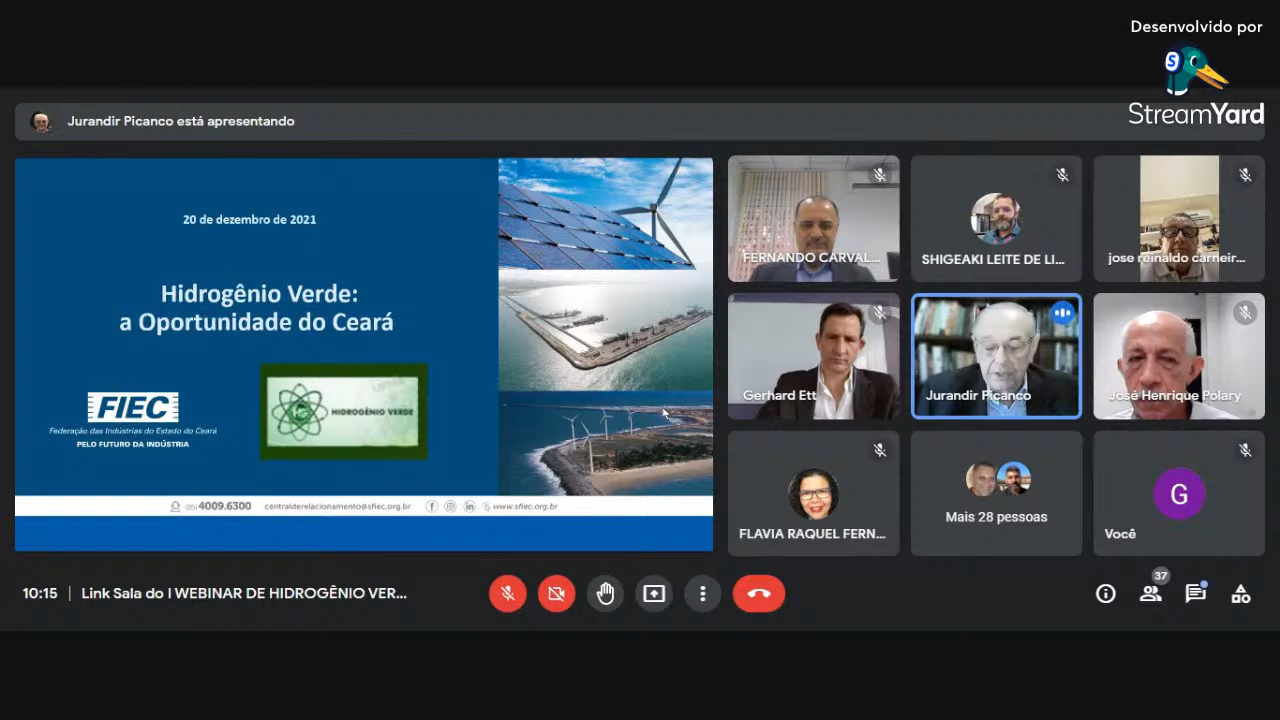 Desenvolvido por
S
StreamYard
Jurandir Picanco está apresentando
20 de dezembro de 2021
Hidrogênio Verde:
a Oportunidade do Ceará
FIEC
Federação das Indústrias do Estado do Ceará
PELO FUTURO DA INDÚSTRIA
HIDROGÊNIO VERDE
(85) 4009.6300 centralderelacionamento@sfiec.org.br www.sfiec.org.br
FERNANDO CARVAL...
SHIGEAKI LEITE DE LI...
jose reinaldo carneir...
Gerhard Ett
Jurandir Picanco
José Henrique Polary
FLAVIA RAQUEL FERN...
Mais 28 pessoas
G
Você
10:15 | Link Sala do I WEBINAR DE HIDROGÊNIO VER...
37